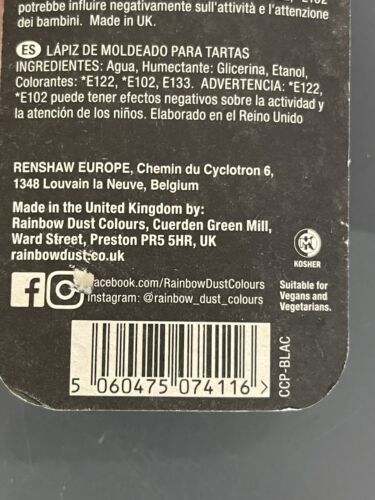 potrebbe influire negativamente sull'attività e l'attenzione
dei bambini. Made in UK.
ES LÁPIZ DE MOLDEADO PARA TARTAS
INGREDIENTES: Agua, Humectante: Glicerina, Etanol,
Colorantes: *E122, *E102, E133. ADVERTENCIA: *E122,
*E102 puede tener efectos negativos sobre la actividad y
la atención de los niños. Elaborado en el Reino Unido
RENSHAW EUROPE, Chemin du Cyclotron 6,
1348 Louvain la Neuve, Belgium
Made in the United Kingdom by:
Rainbow Dust Colours, Cuerden Green Mill,
Ward Street, Preston PR5 5HR, UK
rainbowdust.co.uk
KOSHER
facebook.com/RainbowDustColours
Instagram: @rainbow_dust_colours
Suitable for
Vegans and
Vegetarians.
5 060475 074116 >
CCP-BLAC